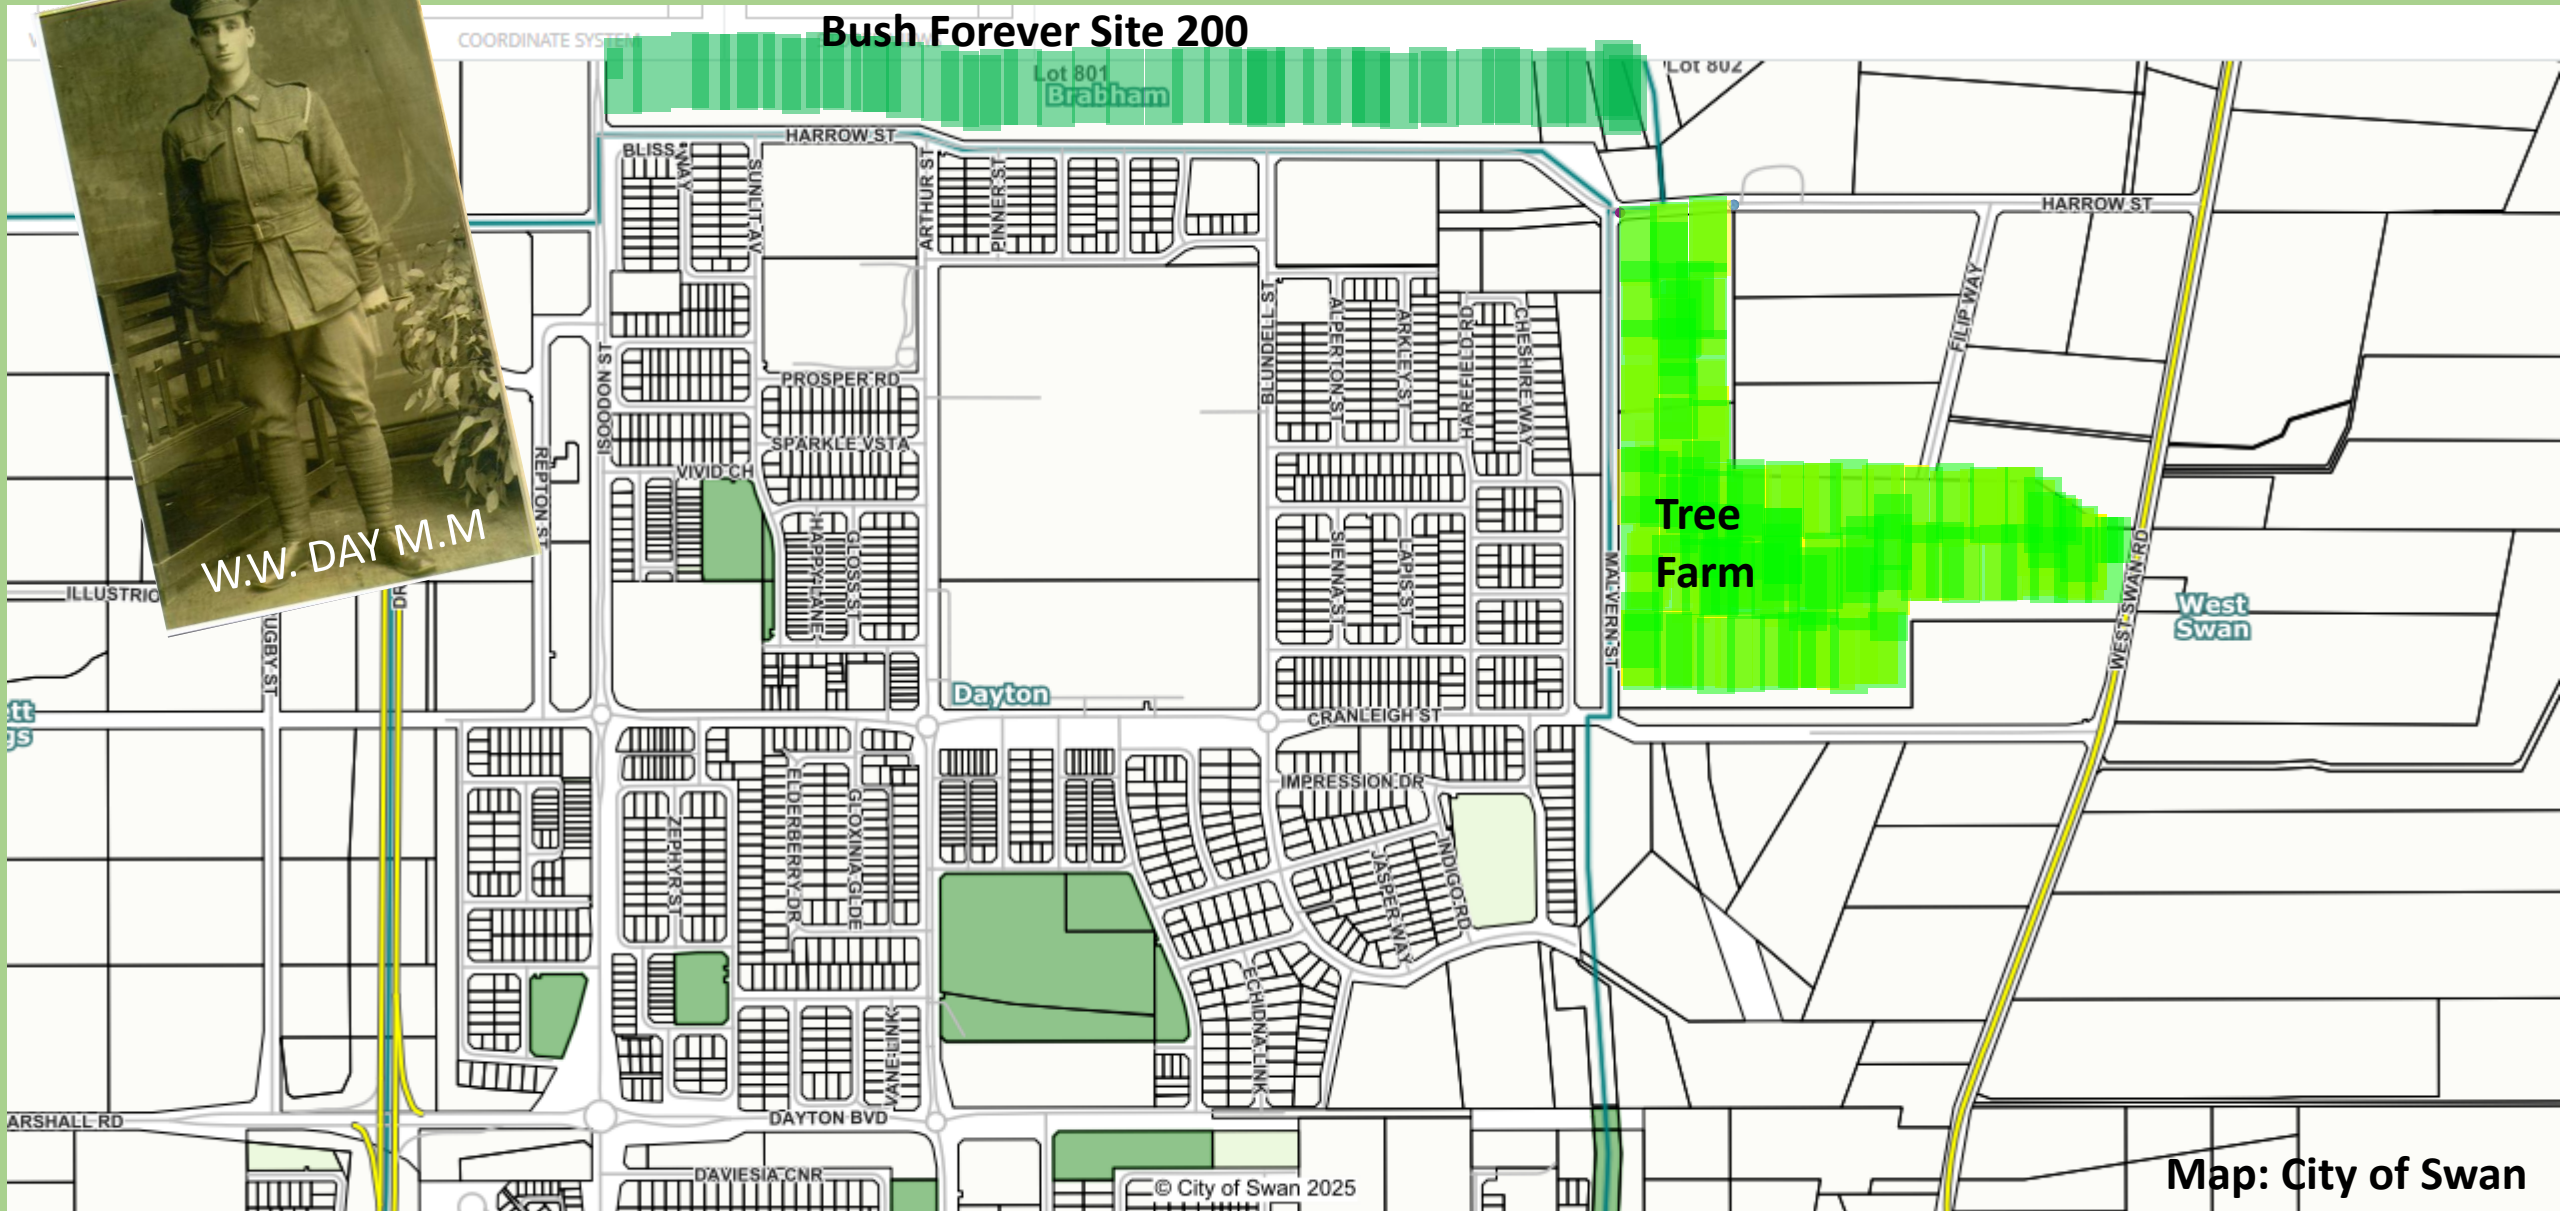 Bush Forever Site 200
COORDINATE SYSTEM
Lot 801
Brabham
Lot 802
HARROW ST
BLISS WAY
SUNLIT AV
ARTHUR ST
PINNER ST
HARROW ST
FILIP WAY
ISOODON ST
PROSPER RD
BLUNDELL ST
ALPERTON ST
ARKLEY ST
HAREFIELD RD
CHESHIRE WAY
SPARKLE VSTA
VIVID CH
REPTON ST
HAPPY LANE
GLOSS ST
SIENNA ST
LAPIS ST
MALVERN ST
Tree
Farm
WEST SWAN RD
West
Swan
W.W. DAY M.M
ILLUSTRIO
DR
UGBY ST
Dayton
CRANLEIGH ST
ett
gs
IMPRESSION DR
ZEPHYR ST
ELDERBERRY DR
GLOXINIA GLDE
JASPER WAY
INDIGO RD
ECHIDNA LINK
VANE LINK
ARSHALL RD
DAYTON BVD
DAVIESIA CNR
© City of Swan 2025
Map: City of Swan